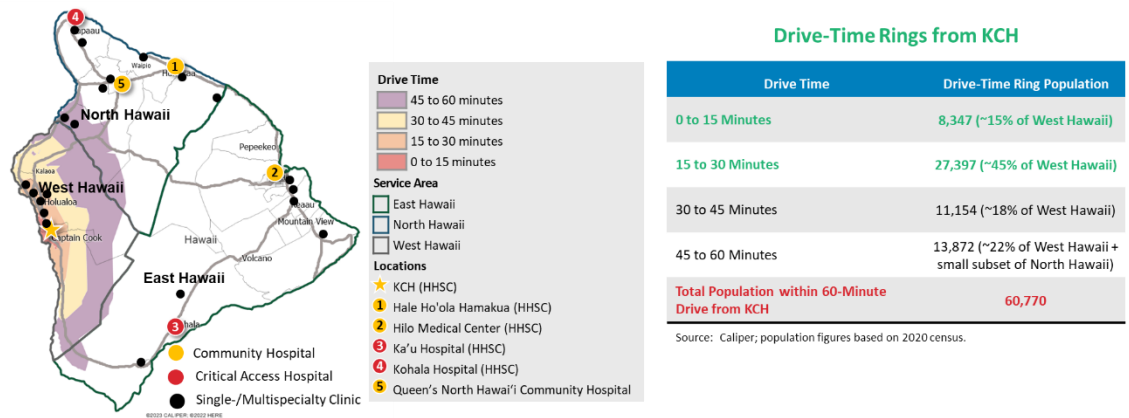 4
Waipio
1
5
North Hawaii
Pepeekeo
2
Kalaoa
West Hawaii
Holualoa
Keaau
Captain Cook
Mountain View
Hawaii
Volcano
East Hawaii
3
Community Hospital
Critical Access Hospital
Single-/Multispecialty Clinic
©2023 CALIPER; ©2022 HERE
Drive Time
45 to 60 minutes
30 to 45 minutes
15 to 30 minutes
0 to 15 minutes
Service Area
East Hawaii
North Hawaii
West Hawaii
Locations
KCH (HHSC)
1 Hale Ho'ola Hamakua (HHSC)
2 Hilo Medical Center (HHSC)
3 Ka'u Hospital (HHSC)
4 Kohala Hospital (HHSC)
5 Queen's North Hawai'i Community Hospital
Drive-Time Rings from KCH
Drive Time Drive-Time Ring Population
0 to 15 Minutes 8,347 (~15% of West Hawaii)
15 to 30 Minutes 27,397 (~45% of West Hawaii)
30 to 45 Minutes 11,154 (~18% of West Hawaii)
45 to 60 Minutes 13,872 (~22% of West Hawaii +
small subset of North Hawaii)
Total Population within 60-Minute
Drive from KCH 60,770
Source: Caliper; population figures based on 2020 census.